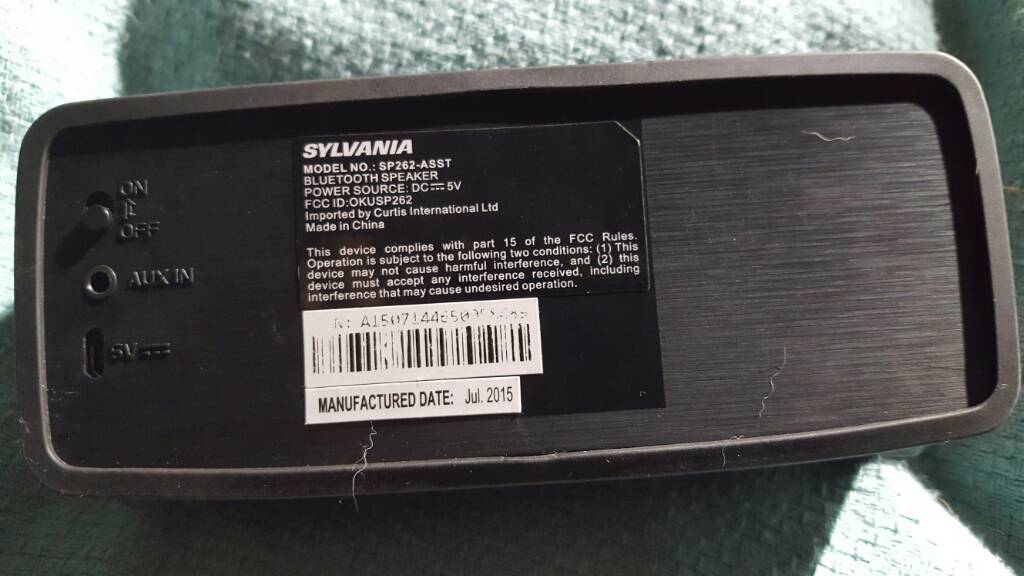 ON
OFF
AUX IN
5V
SYLVANIA
MODEL NO.: SP262-ASST
BLUETOOTH SPEAKER
POWER SOURCE: DC⎓5V
FCC ID:OKUSP262
Imported by Curtis International Ltd
Made in China
This device complies with part 15 of the FCC Rules.
Operation is subject to the following two conditions: (1) This
device may not cause harmful interference, and (2) this
device must accept any interference received, including
interference that may cause undesired operation.
MANUFACTURED DATE: Jul. 2015